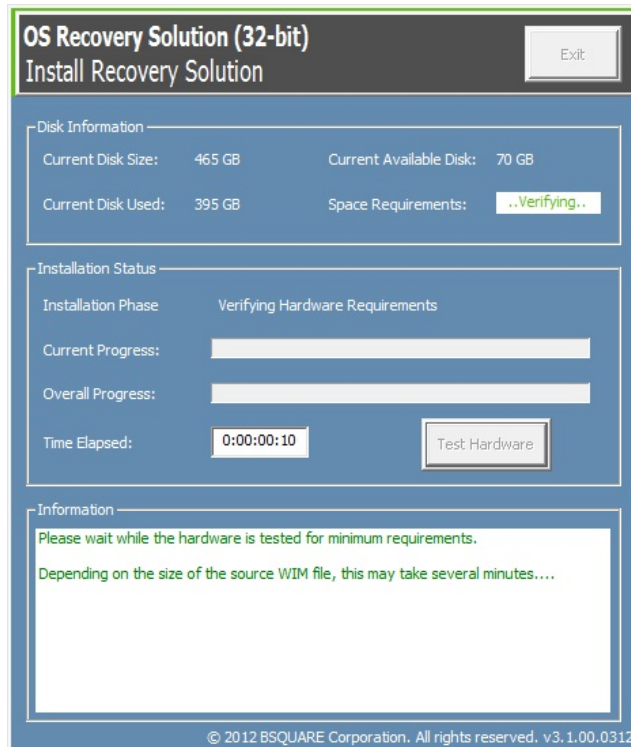 OS Recovery Solution (32-bit)
Install Recovery Solution
Exit
Disk Information
Current Disk Size: 465 GB Current Available Disk: 70 GB
Current Disk Used: 395 GB Space Requirements: ..Verifying..
Installation Status
Installation Phase Verifying Hardware Requirements
Current Progress:
Overall Progress:
Time Elapsed: 0:00:00:10 Test Hardware
Information
Please wait while the hardware is tested for minimum requirements.
Depending on the size of the source WIM file, this may take several minutes....
© 2012 BSQUARE Corporation. All rights reserved. v3.1.00.0312